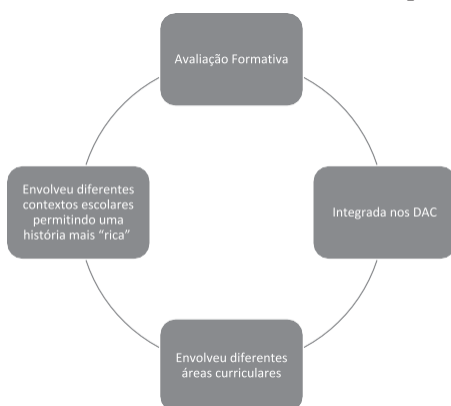 Avaliação Formativa
Envolveu diferentes
contextos escolares
permitindo uma
história mais “rica”
Integrada nos DAC
Envolveu diferentes
áreas curriculares